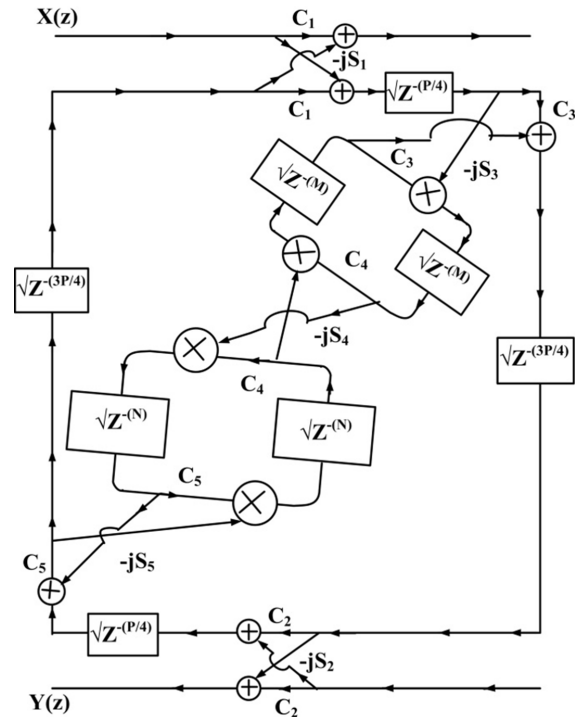 X(z)
C1
-jS1
C1
√Z-(P/4)
C3
C3
-jS3
√Z-(M)
√Z-(M)
C4
√Z-(3P/4)
-jS4
√Z-(3P/4)
C4
√Z-(N)
√Z-(N)
C5
C5
-jS5
C2
√Z-(P/4)
-jS2
Y(z)
C2